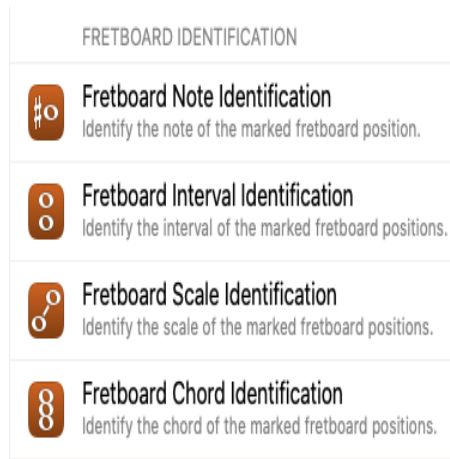 FRETBOARD IDENTIFICATION
Fretboard Note Identification
Identify the note of the marked fretboard position.
Fretboard Interval Identification
Identify the interval of the marked fretboard positions.
Fretboard Scale Identification
Identify the scale of the marked fretboard positions.
Fretboard Chord Identification
Identify the chord of the marked fretboard positions.